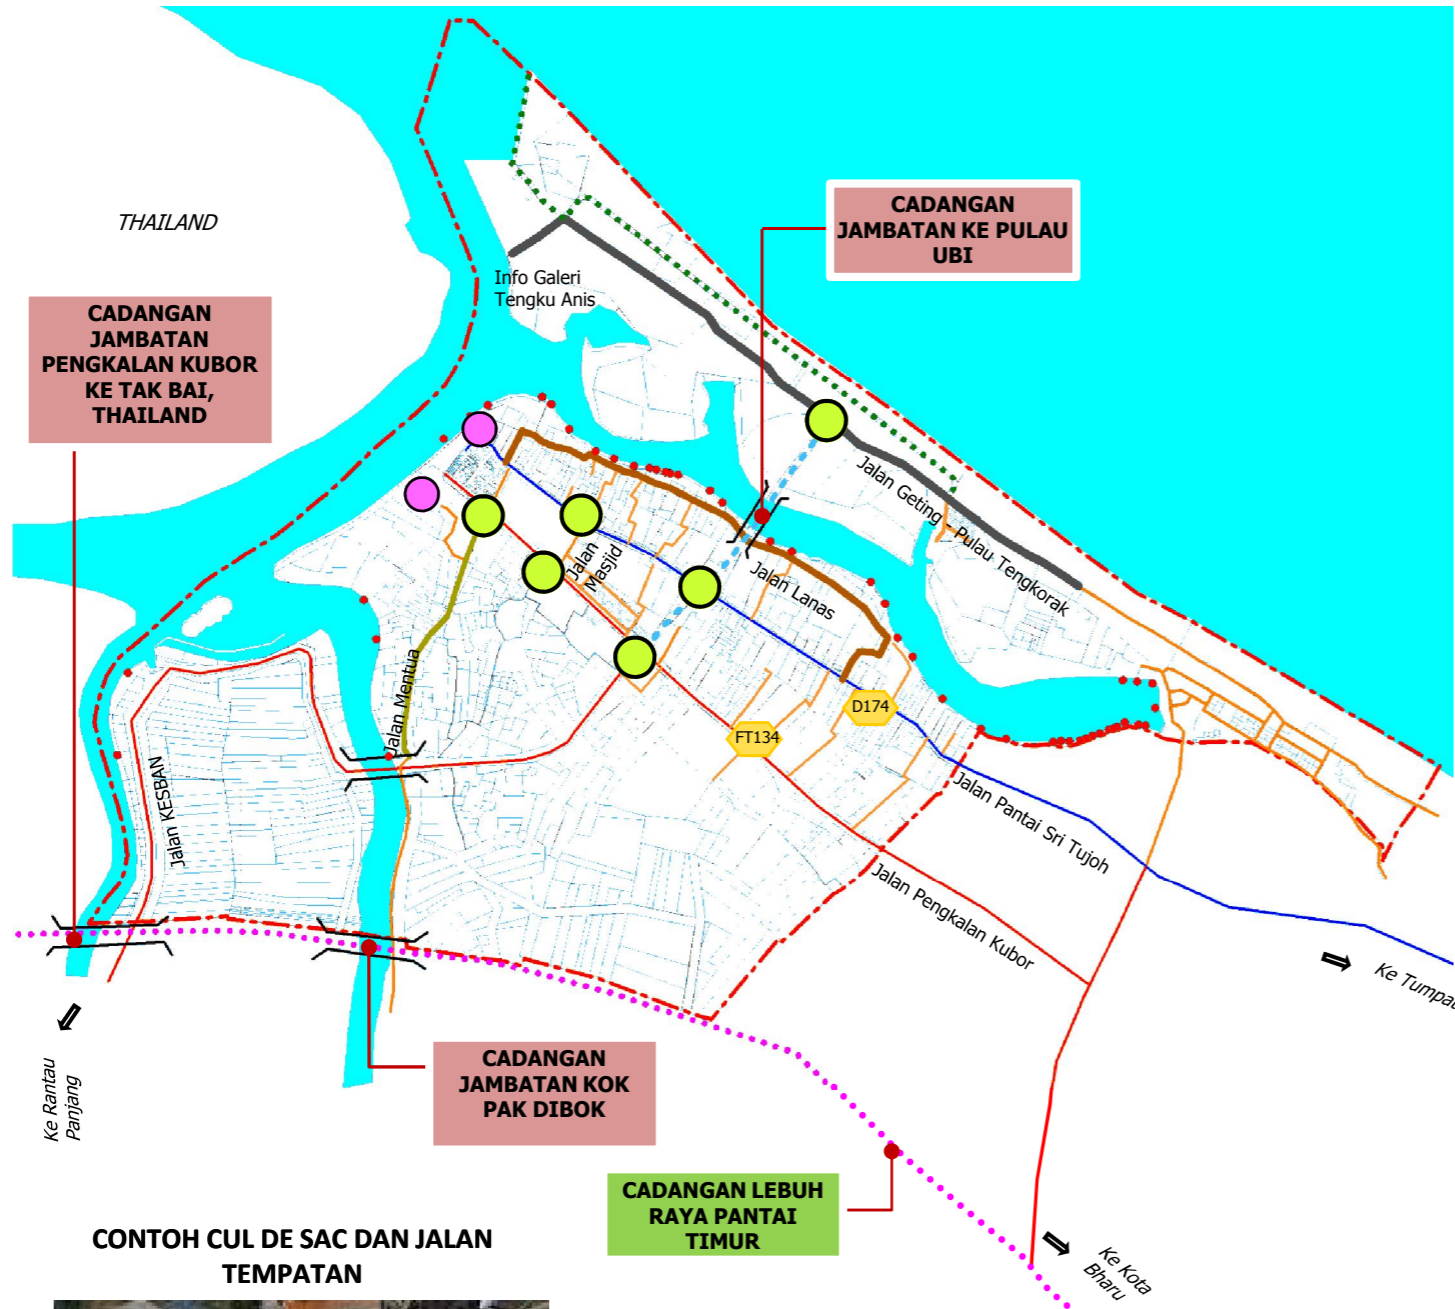 THAILAND
CADANGAN
JAMBATAN KE PULAU
UBI
Info Galeri
Tengku Anis
CADANGAN
JAMBATAN
PENGKALAN KUBOR
KE TAK BAI,
THAILAND
Jalan Geting - Pulau Tengkorak
Jalan
Masjid
Jalan Lanas
Jalan Mentua
D174
FT134
Jalan KESBAN
Jalan Pantai Sri Tujoh
Jalan Pengkalan Kubor
Ke Rantau
Panjang
CADANGAN
JAMBATAN KOK
PAK DIBOK
CADANGAN LEBUH
RAYA PANTAI
TIMUR
Ke Kota
Bharu
CONTOH CUL DE SAC DAN JALAN
TEMPATAN
Ke